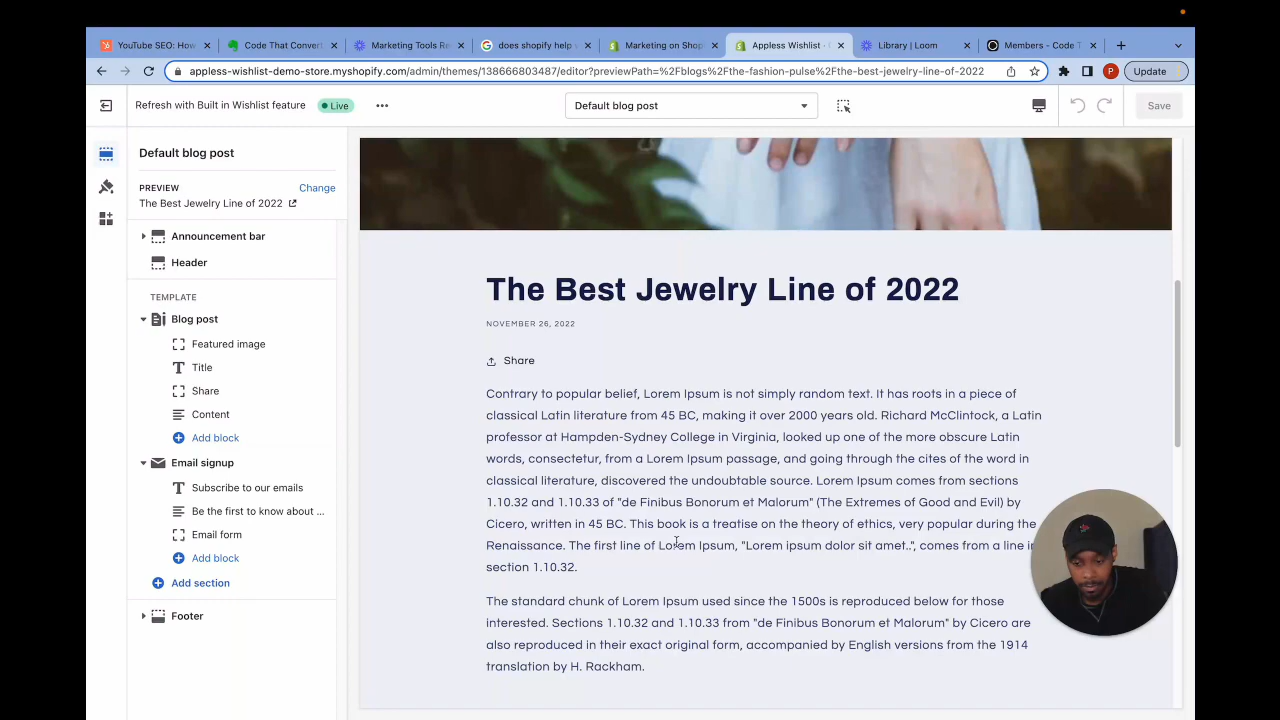 YouTube SEO: How
Code That Convert
Marketing Tools Re
does shopify help
Marketing on Shop
Appless Wishlist ·
Library | Loom
Members - Code T
appless-wishlist-demo-store.myshopify.com/admin/themes/138666803487/editor?previewPath=%2Fblogs%2Fthe-fashion-pulse%2Fthe-best-jewelry-line-of-2022
P
Update
Refresh with Built in Wishlist feature
Live
Default blog post
Save
Default blog post
PREVIEW
Change
The Best Jewelry Line of 2022
Announcement bar
Header
TEMPLATE
Blog post
Featured image
Title
Share
Content
Add block
Email signup
Subscribe to our emails
Be the first to know about ...
Email form
Add block
Add section
Footer
The Best Jewelry Line of 2022
NOVEMBER 26, 2022
Share
Contrary to popular belief, Lorem Ipsum is not simply random text. It has roots in a piece of
classical Latin literature from 45 BC, making it over 2000 years old. Richard McClintock, a Latin
professor at Hampden-Sydney College in Virginia, looked up one of the more obscure Latin
words, consectetur, from a Lorem Ipsum passage, and going through the cites of the word in
classical literature, discovered the undoubtable source. Lorem Ipsum comes from sections
1.10.32 and 1.10.33 of "de Finibus Bonorum et Malorum" (The Extremes of Good and Evil) by
Cicero, written in 45 BC. This book is a treatise on the theory of ethics, very popular during the
Renaissance. The first line of Lorem Ipsum, "Lorem ipsum dolor sit amet..", comes from a line in
section 1.10.32.
The standard chunk of Lorem Ipsum used since the 1500s is reproduced below for those
interested. Sections 1.10.32 and 1.10.33 from "de Finibus Bonorum et Malorum" by Cicero are
also reproduced in their exact original form, accompanied by English versions from the 1914
translation by H. Rackham.